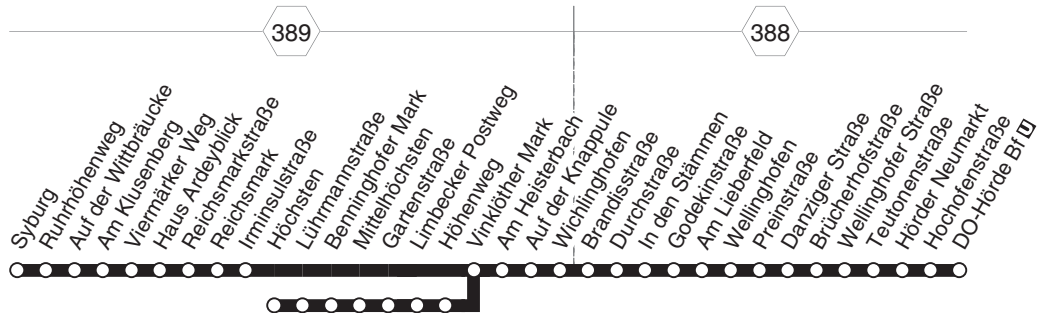 389
388
Syburg
Ruhrhöhenweg
Auf der Wittbräucke
Am Klusenberg
Viermärker Weg
Haus Ardeyblick
Reichsmarkstraße
Reichsmark
Irminsulstraße
Höchsten
Lührmannstraße
Benninghofer Mark
Mittelhöchsten
Gartenstraße
Limbecker Postweg
Höhenweg
Vinklöther Mark
Am Heisterbach
Auf der Knappule
Wichlinghofen
Brandisstraße
Durchstraße
In den Stämmen
Godekinstraße
Am Lieberfeld
Wellinghofen
Preinstraße
Danziger Straße
Brücherhofstraße
Wellinghofer Straße
Teutonenstraße
Hörder Neumarkt
Hochofenstraße
DO-Hörde Bf U